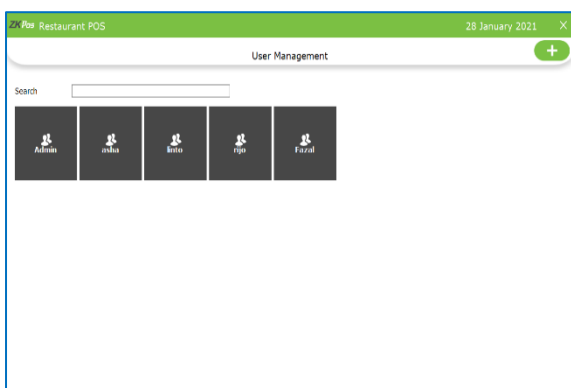 ZKPos Restaurant POS 28 January 2021 X
User Management +
Search
Admin asha linto rijo Fazal